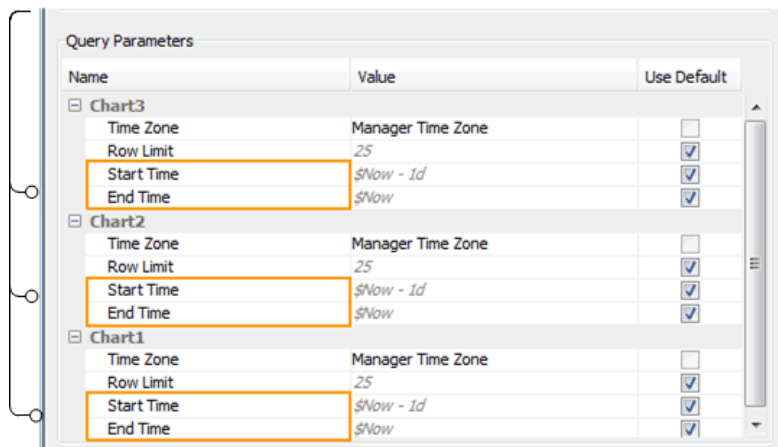 Query Parameters
Name Value Use Default
Chart3
Time Zone Manager Time Zone
Row Limit 25
Start Time $Now - 1d
End Time $Now
Chart2
Time Zone Manager Time Zone
Row Limit 25
Start Time $Now - 1d
End Time $Now
Chart1
Time Zone Manager Time Zone
Row Limit 25
Start Time $Now - 1d
End Time $Now